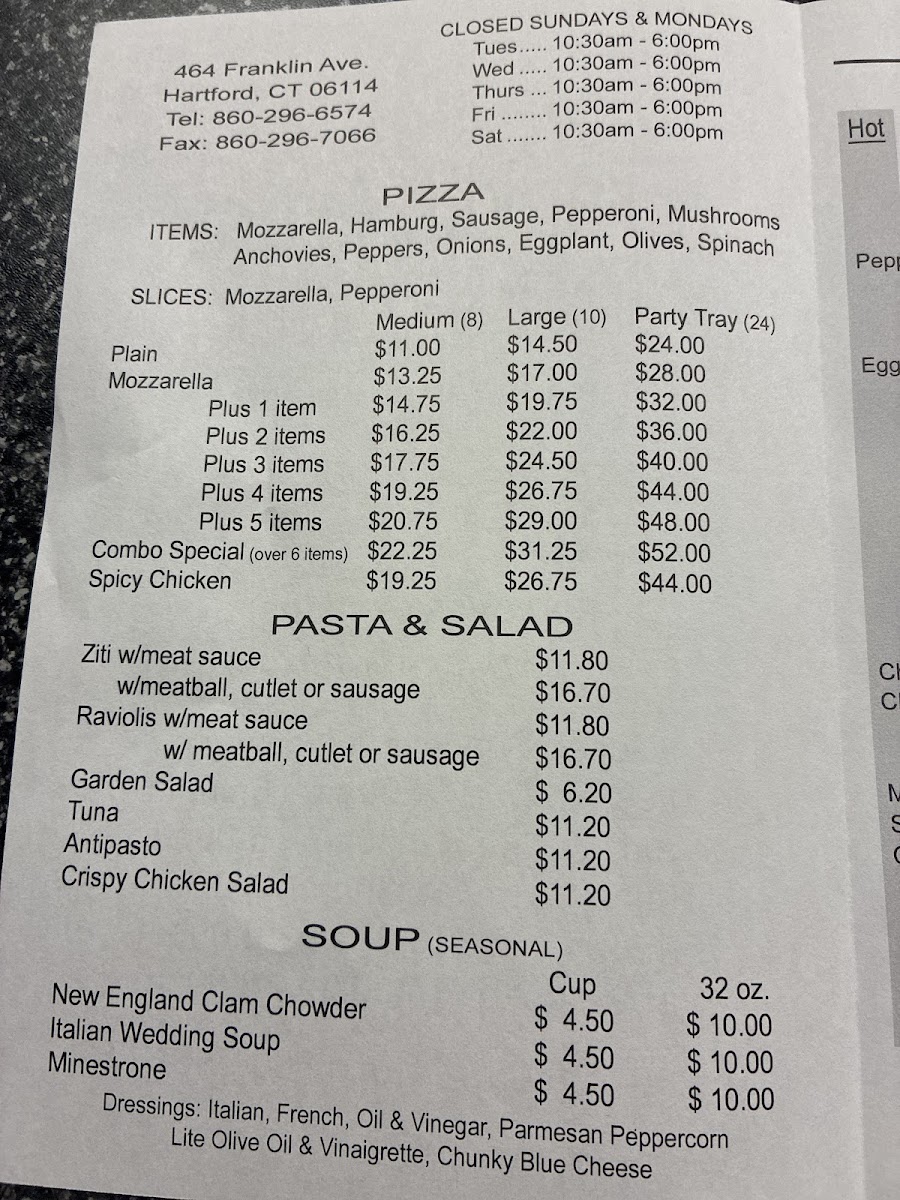 464 Franklin Ave.
Hartford, CT 06114
Tel: 860-296-6574
Fax: 860-296-7066
CLOSED SUNDAYS & MONDAYS
Tues..... 10:30am - 6:00pm
Wed ..... 10:30am - 6:00pm
Thurs ... 10:30am - 6:00pm
Fri ........ 10:30am - 6:00pm
Sat ....... 10:30am - 6:00pm
PIZZA
ITEMS: Mozzarella, Hamburg, Sausage, Pepperoni, Mushrooms
Anchovies, Peppers, Onions, Eggplant, Olives, Spinach
SLICES: Mozzarella, Pepperoni
Medium (8) Large (10) Party Tray (24)
Plain $11.00 $14.50 $24.00
Mozzarella $13.25 $17.00 $28.00
Plus 1 item $14.75 $19.75 $32.00
Plus 2 items $16.25 $22.00 $36.00
Plus 3 items $17.75 $24.50 $40.00
Plus 4 items $19.25 $26.75 $44.00
Plus 5 items $20.75 $29.00 $48.00
Combo Special (over 6 items) $22.25 $31.25 $52.00
Spicy Chicken $19.25 $26.75 $44.00
PASTA & SALAD
Ziti w/meat sauce $11.80
w/meatball, cutlet or sausage $16.70
Raviolis w/meat sauce $11.80
w/ meatball, cutlet or sausage $16.70
Garden Salad $ 6.20
Tuna $11.20
Antipasto $11.20
Crispy Chicken Salad $11.20
SOUP (SEASONAL)
Cup 32 oz.
New England Clam Chowder $ 4.50 $ 10.00
Italian Wedding Soup $ 4.50 $ 10.00
Minestrone $ 4.50 $ 10.00
Dressings: Italian, French, Oil & Vinegar, Parmesan Peppercorn
Lite Olive Oil & Vinaigrette, Chunky Blue Cheese
Hot